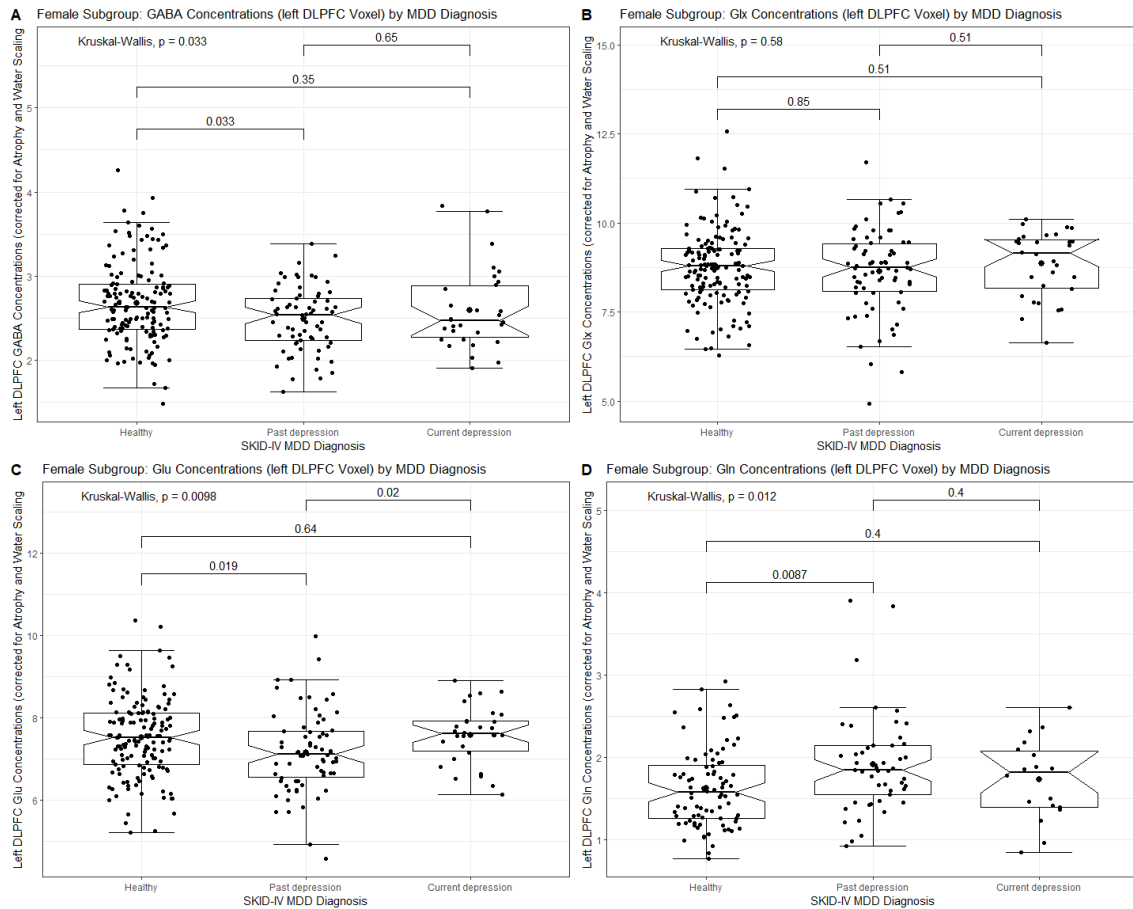 A Female Subgroup: GABA Concentrations (left DLPFC Voxel) by MDD Diagnosis
Left DLPFC GABA Concentrations (corrected for Atrophy and Water Scaling
Kruskal-Wallis, p = 0.033
0.65
0.35
0.033
5
4
3
2
Healthy Past depression Current depression
SKID-IV MDD Diagnosis
B Female Subgroup: Glx Concentrations (left DLPFC Voxel) by MDD Diagnosis
Left DLPFC Glx Concentrations (corrected for Atrophy and Water Scaling
Kruskal-Wallis, p = 0.58
0.51
0.51
0.85
15.0
12.5
10.0
7.5
5.0
Healthy Past depression Current depression
SKID-IV MDD Diagnosis
C Female Subgroup: Glu Concentrations (left DLPFC Voxel) by MDD Diagnosis
Left DLPFC Glu Concentrations (corrected for Atrophy and Water Scaling
Kruskal-Wallis, p = 0.0098
0.02
0.64
0.019
12
10
8
6
Healthy Past depression Current depression
SKID-IV MDD Diagnosis
D Female Subgroup: Gln Concentrations (left DLPFC Voxel) by MDD Diagnosis
Left DLPFC Gln Concentrations (corrected for Atrophy and Water Scaling
Kruskal-Wallis, p = 0.012
0.4
0.4
0.0087
5
4
3
2
1
Healthy Past depression Current depression
SKID-IV MDD Diagnosis